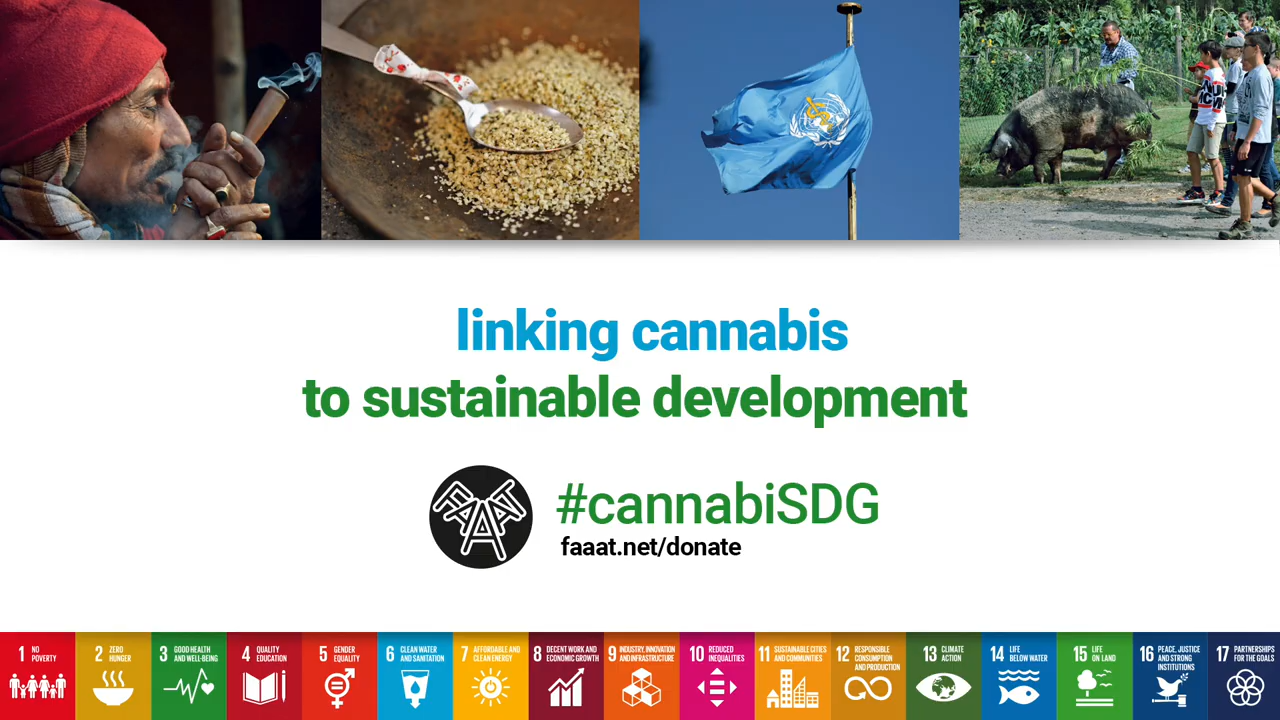 linking cannabis
to sustainable development
FAAAT
#cannabiSDG
faaat.net/donate
1 NO
POVERTY
2 ZERO
HUNGER
3 GOOD HEALTH
AND WELL-BEING
4 QUALITY
EDUCATION
5 GENDER
EQUALITY
6 CLEAN WATER
AND SANITATION
7 AFFORDABLE AND
CLEAN ENERGY
8 DECENT WORK AND
ECONOMIC GROWTH
9 INDUSTRY, INNOVATION
AND INFRASTRUCTURE
10 REDUCED
INEQUALITIES
11 SUSTAINABLE CITIES
AND COMMUNITIES
12 RESPONSIBLE
CONSUMPTION
AND PRODUCTION
13 CLIMATE
ACTION
14 LIFE
BELOW WATER
15 LIFE
ON LAND
16 PEACE, JUSTICE
AND STRONG
INSTITUTIONS
17 PARTNERSHIPS
FOR THE GOALS